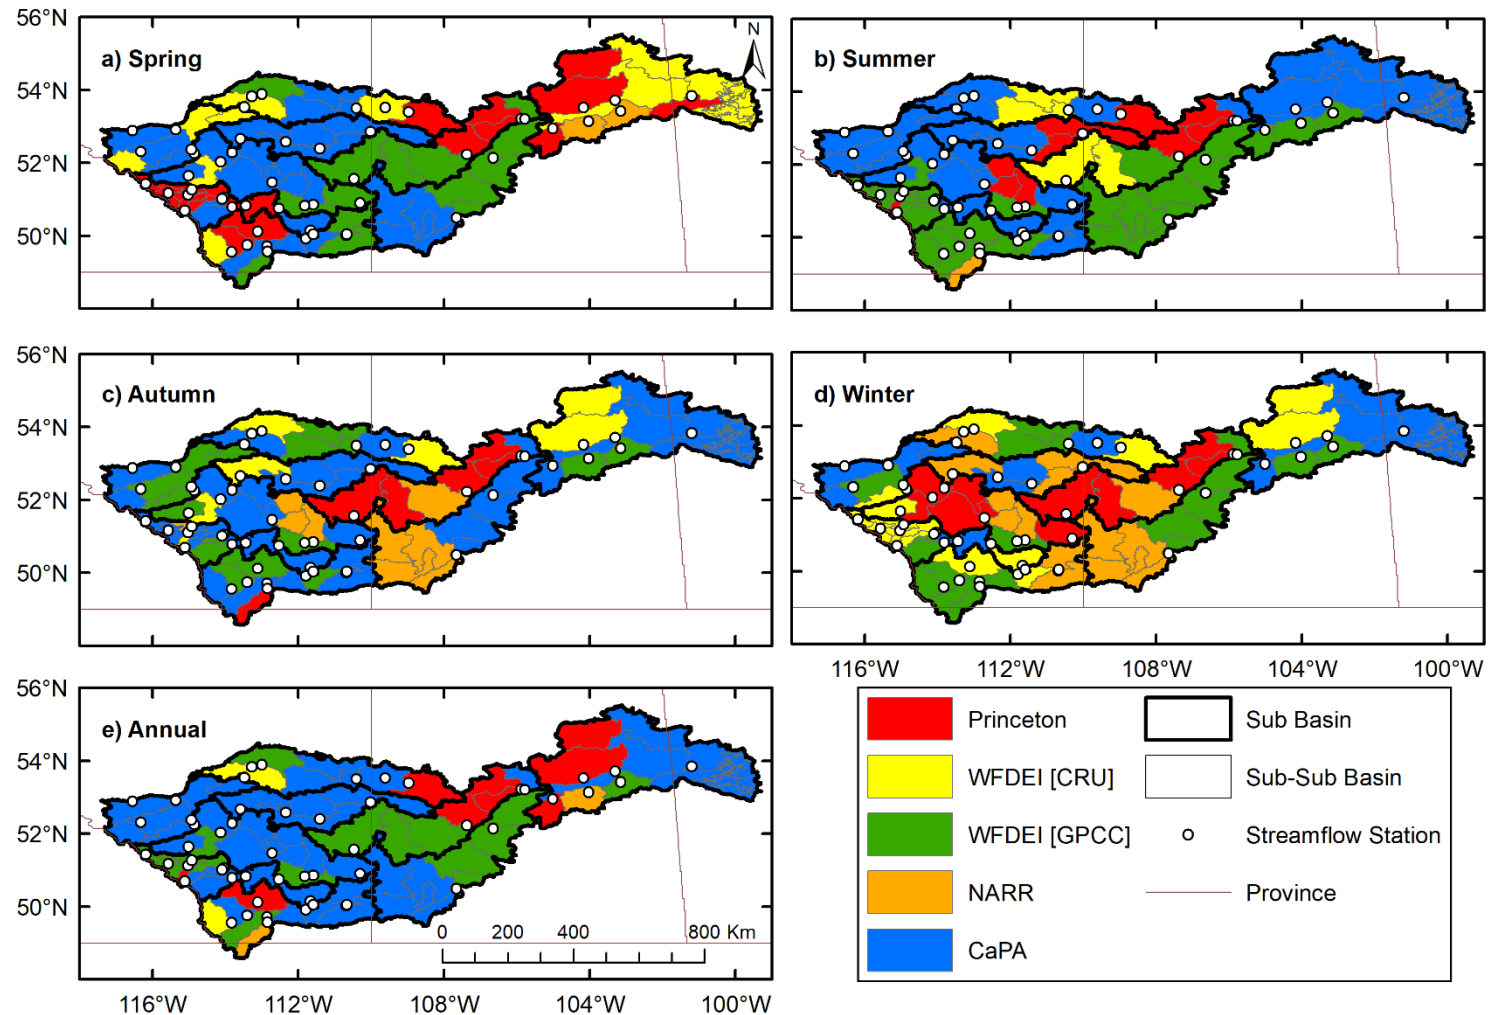 56°N
54°N
52°N
50°N
a) Spring
N
b) Summer
56°N
54°N
52°N
50°N
c) Autumn
d) Winter
116°W 112°W 108°W 104°W 100°W
56°N
54°N
52°N
50°N
e) Annual
0 200 400 800 Km
116°W 112°W 108°W 104°W 100°W
Princeton
WFDEI [CRU]
WFDEI [GPCC]
NARR
CaPA
Sub Basin
Sub-Sub Basin
Streamflow Station
Province